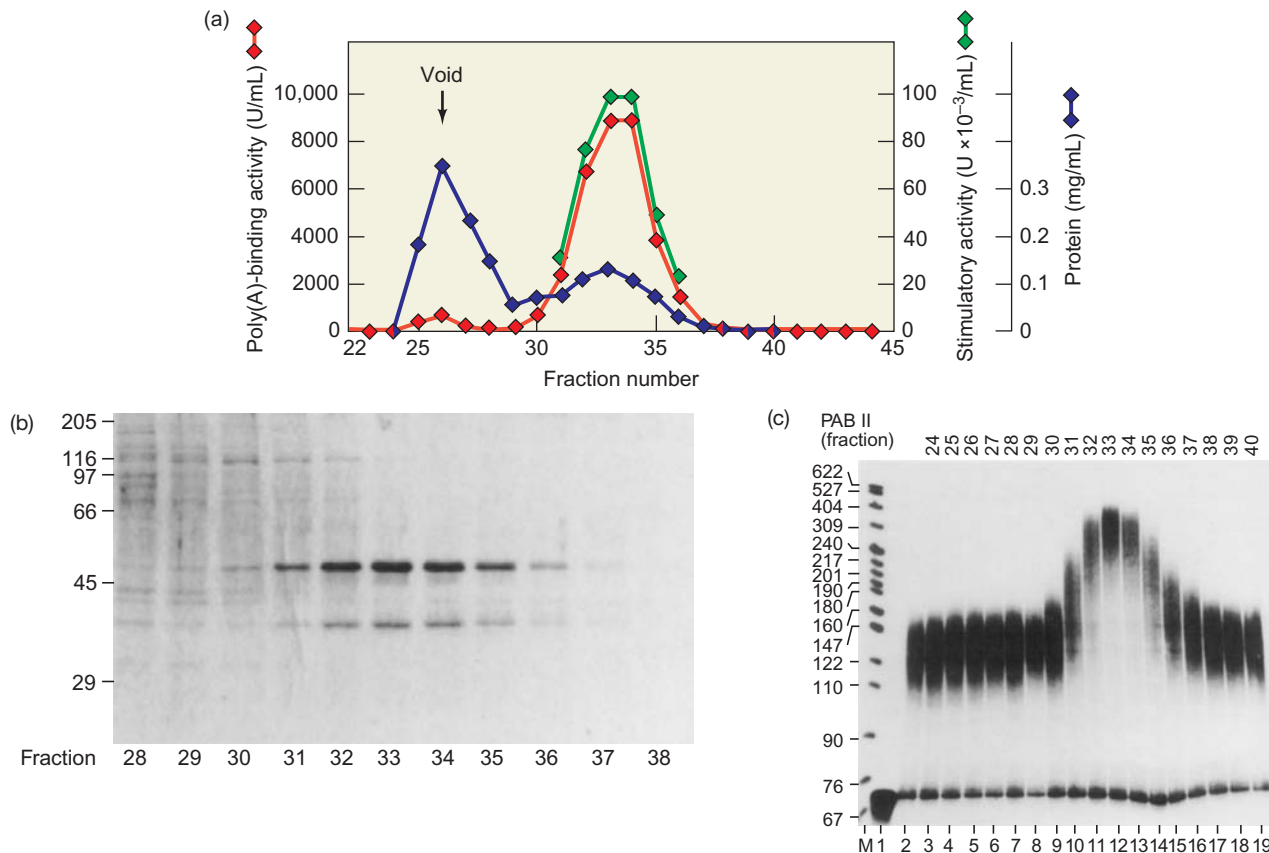 (a)
Poly(A)-binding activity (U/mL)
10,000
8000
6000
4000
2000
0
Void
22 26 30 35 40 45
Fraction number
100
80
60
40
20
0
Stimulatory activity (U ×10⁻³/mL)
0.3
0.2
0.1
0
Protein (mg/mL)
(b)
205
116
97
66
45
29
Fraction 28 29 30 31 32 33 34 35 36 37 38
(c)
PAB II
(fraction)
24 25 26 27 28 29 30 31 32 33 34 35 36 37 38 39 40
622
527
404
309
240
217
201
190
180
160
147
122
110
90
76
67
M 1 2 3 4 5 6 7 8 9 10 11 12 13 14 15 16 17 18 19